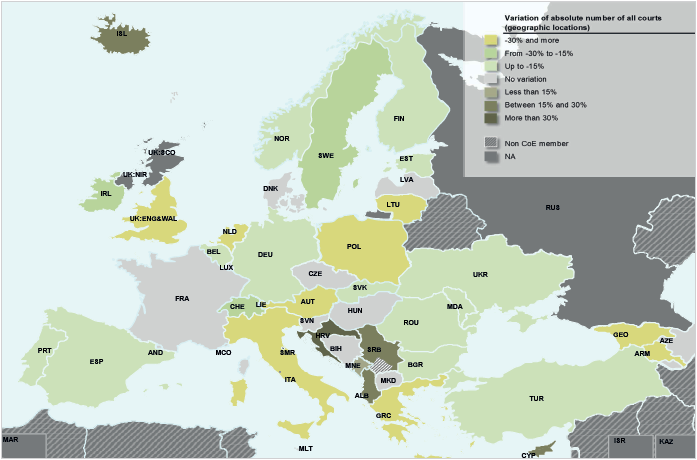 Variation of absolute number of all courts
(geographic locations)
-30% and more
From -30% to -15%
Up to -15%
No variation
Less than 15%
Between 15% and 30%
More than 30%
Non CoE member
NA
ISL
NOR
SWE
FIN
EST
LVA
LTU
RUS
DNK
UK:SCO
UK:NIR
IRL
UK:ENG&WAL
NLD
BEL
LUX
DEU
POL
CZE
SVK
UKR
MDA
FRA
CHE
LIE
AUT
HUN
SVN
ROU
HRV
BIH
SRB
MNE
BGR
MKD
ALB
GRC
MCO
SMR
ITA
AND
ESP
PRT
GEO
AZE
ARM
TUR
MAR
MLT
CYP
ISR
KAZ